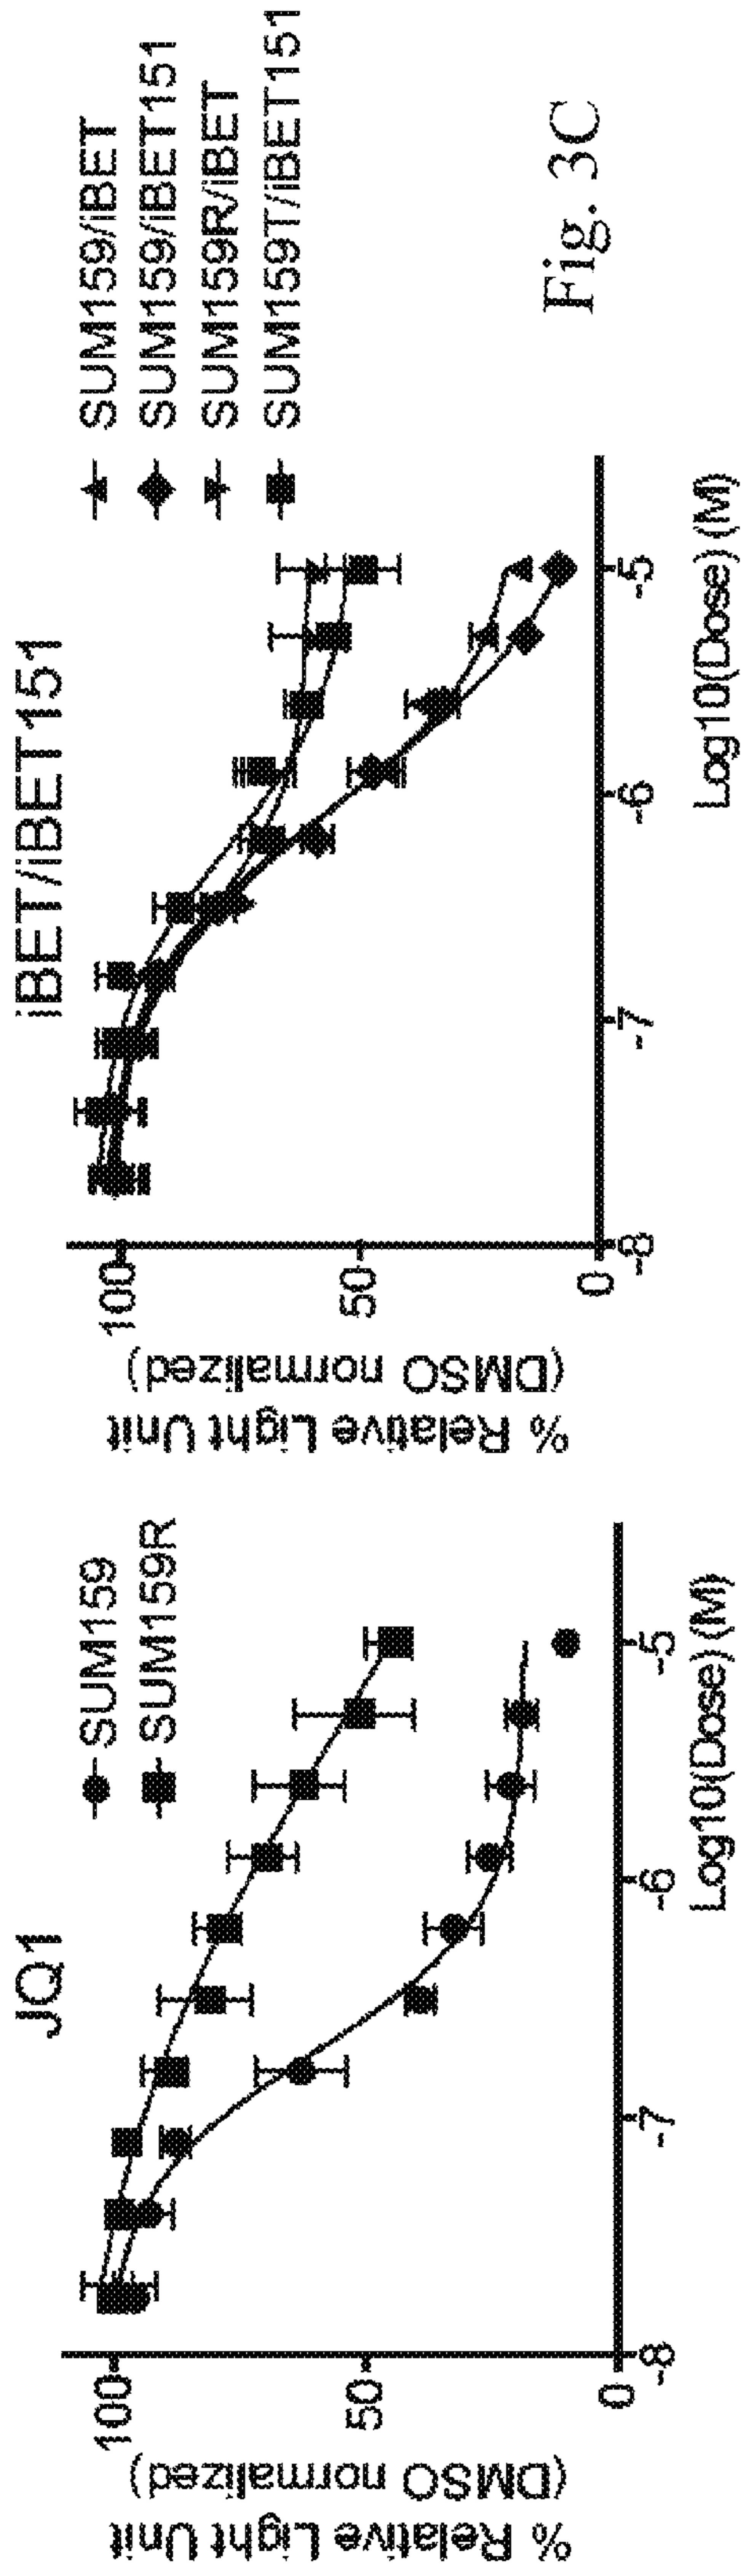 JQ1
SUM159
SUM159R
% Relative Light Unit
(DMSO normalized)
100
50
0
-8
-7
-6
-5
Log10(Dose) (M)
iBET/iBET151
SUM159/iBET
SUM159/iBET151
SUM159R/iBET
SUM159T/iBET151
% Relative Light Unit
(DMSO normalized)
100
50
0
-8
-7
-6
-5
Log10(Dose) (M)
Fig. 3C